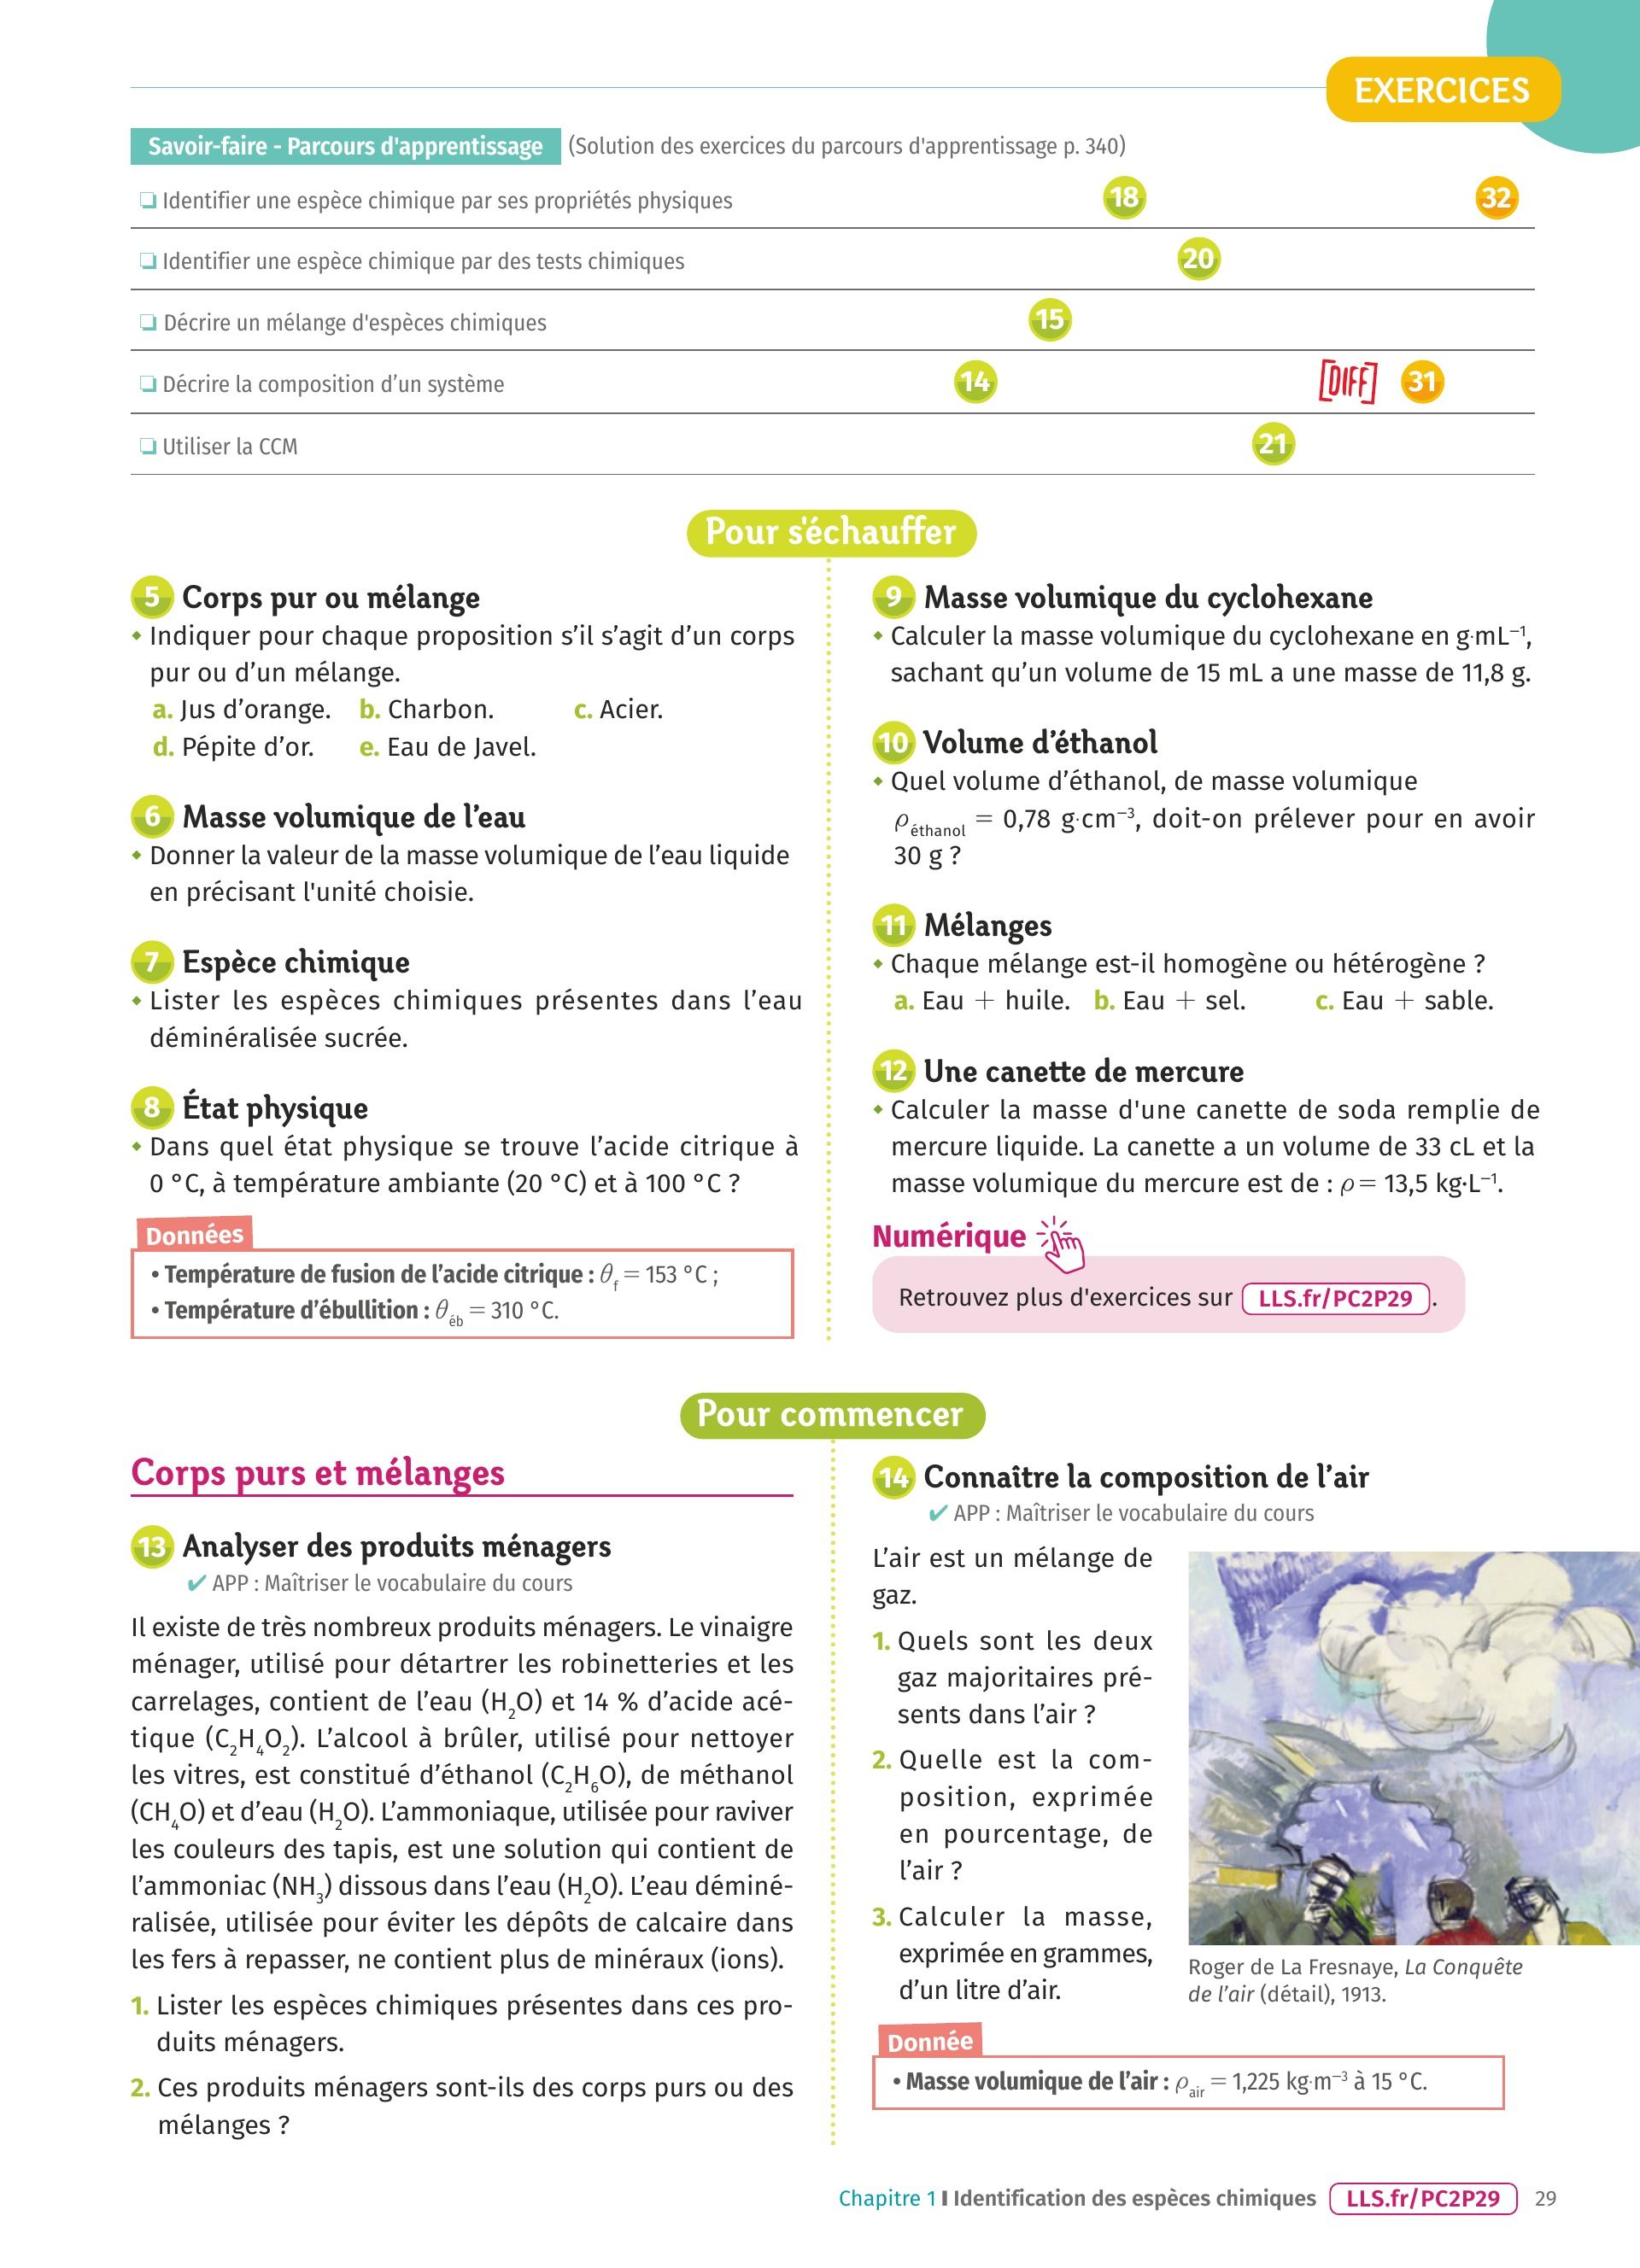 EXERCICES
Savoir-faire - Parcours d'apprentissage (Solution des exercices du parcours d'apprentissage p. 340)
❏ Identifier une espèce chimique par ses propriétés physiques 18 32
❏ Identifier une espèce chimique par des tests chimiques 20
❏ Décrire un mélange d'espèces chimiques 15
❏ Décrire la composition d’un système 14 [DIFF] 31
❏ Utiliser la CCM 21
Pour s'échauffer
5 Corps pur ou mélange
◆ Indiquer pour chaque proposition s’il s’agit d’un corps
pur ou d’un mélange.
a. Jus d’orange. b. Charbon. c. Acier.
d. Pépite d’or. e. Eau de Javel.
6 Masse volumique de l’eau
◆ Donner la valeur de la masse volumique de l’eau liquide
en précisant l'unité choisie.
7 Espèce chimique
◆ Lister les espèces chimiques présentes dans l’eau
déminéralisée sucrée.
8 État physique
◆ Dans quel état physique se trouve l’acide citrique à
0 °C, à température ambiante (20 °C) et à 100 °C ?
Données
• Température de fusion de l’acide citrique : θf = 153 °C ;
• Température d’ébullition : θéb = 310 °C.
9 Masse volumique du cyclohexane
◆ Calculer la masse volumique du cyclohexane en g·mL⁻¹,
sachant qu’un volume de 15 mL a une masse de 11,8 g.
10 Volume d’éthanol
◆ Quel volume d’éthanol, de masse volumique
ρéthanol = 0,78 g·cm⁻³, doit-on prélever pour en avoir
30 g ?
11 Mélanges
◆ Chaque mélange est-il homogène ou hétérogène ?
a. Eau + huile. b. Eau + sel. c. Eau + sable.
12 Une canette de mercure
◆ Calculer la masse d'une canette de soda remplie de
mercure liquide. La canette a un volume de 33 cL et la
masse volumique du mercure est de : ρ = 13,5 kg·L⁻¹.
Numérique
Retrouvez plus d'exercices sur LLS.fr/PC2P29 .
Pour commencer
Corps purs et mélanges
13 Analyser des produits ménagers
✔ APP : Maîtriser le vocabulaire du cours
Il existe de très nombreux produits ménagers. Le vinaigre
ménager, utilisé pour détartrer les robinetteries et les
carrelages, contient de l’eau (H₂O) et 14 % d’acide acé-
tique (C₂H₄O₂). L’alcool à brûler, utilisé pour nettoyer
les vitres, est constitué d’éthanol (C₂H₆O), de méthanol
(CH₄O) et d’eau (H₂O). L’ammoniaque, utilisée pour raviver
les couleurs des tapis, est une solution qui contient de
l’ammoniac (NH₃) dissous dans l’eau (H₂O). L’eau déminé-
ralisée, utilisée pour éviter les dépôts de calcaire dans
les fers à repasser, ne contient plus de minéraux (ions).
1. Lister les espèces chimiques présentes dans ces pro-
duits ménagers.
2. Ces produits ménagers sont-ils des corps purs ou des
mélanges ?
14 Connaître la composition de l’air
✔ APP : Maîtriser le vocabulaire du cours
L’air est un mélange de
gaz.
1. Quels sont les deux
gaz majoritaires pré-
sents dans l’air ?
2. Quelle est la com-
position, exprimée
en pourcentage, de
l’air ?
3. Calculer la masse,
exprimée en grammes,
d’un litre d’air.
Roger de La Fresnaye, La Conquête
de l’air (détail), 1913.
Donnée
• Masse volumique de l’air : ρair = 1,225 kg·m⁻³ à 15 °C.
Chapitre 1 I Identification des espèces chimiques LLS.fr/PC2P29 29